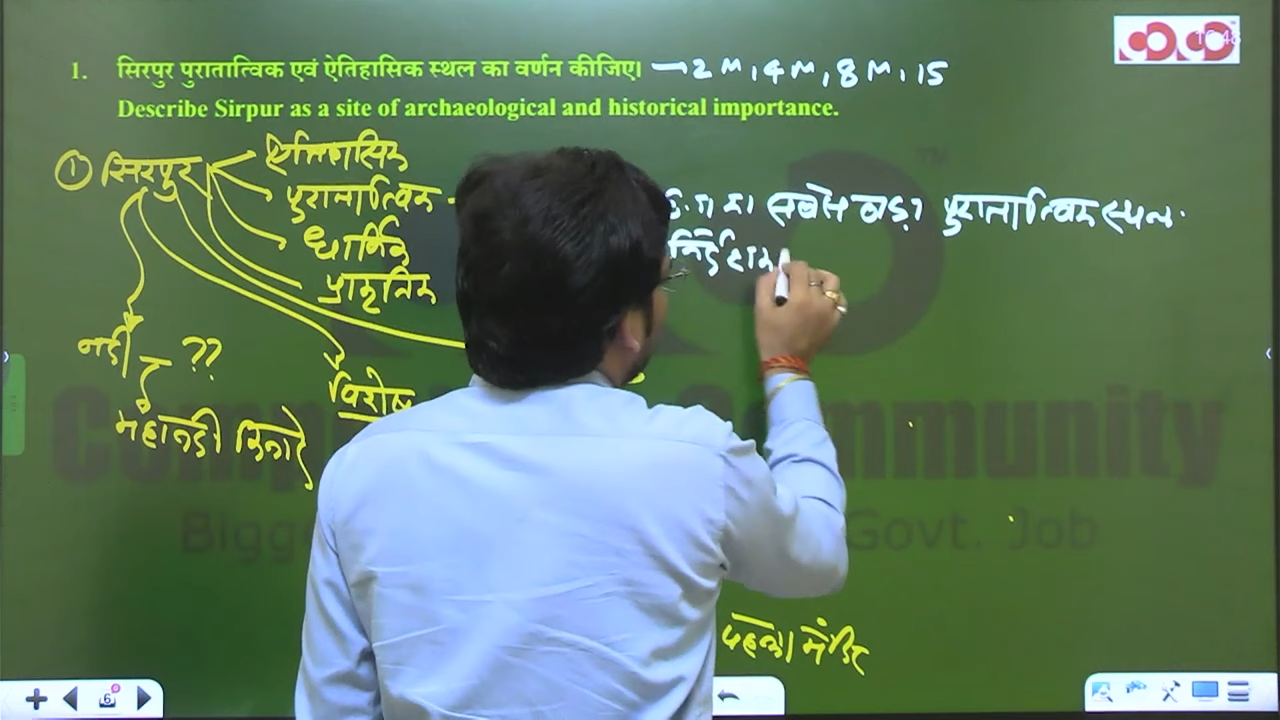 1. सिरपुर पुरातात्विक एवं ऐतिहासिक स्थल का वर्णन कीजिए। → 2 M, 4 M, 8 M, 15
Describe Sirpur as a site of archaeological and historical importance.
① सिरपुर
ऐतिहासिक
पुरातात्विक
धार्मिक
प्राकृतिक
का सबसे बड़ा पुरातात्विक स्थल
नदी ??
महानदी किनारे
विशेष
Community
Govt. Job
पहला मंदिर
6